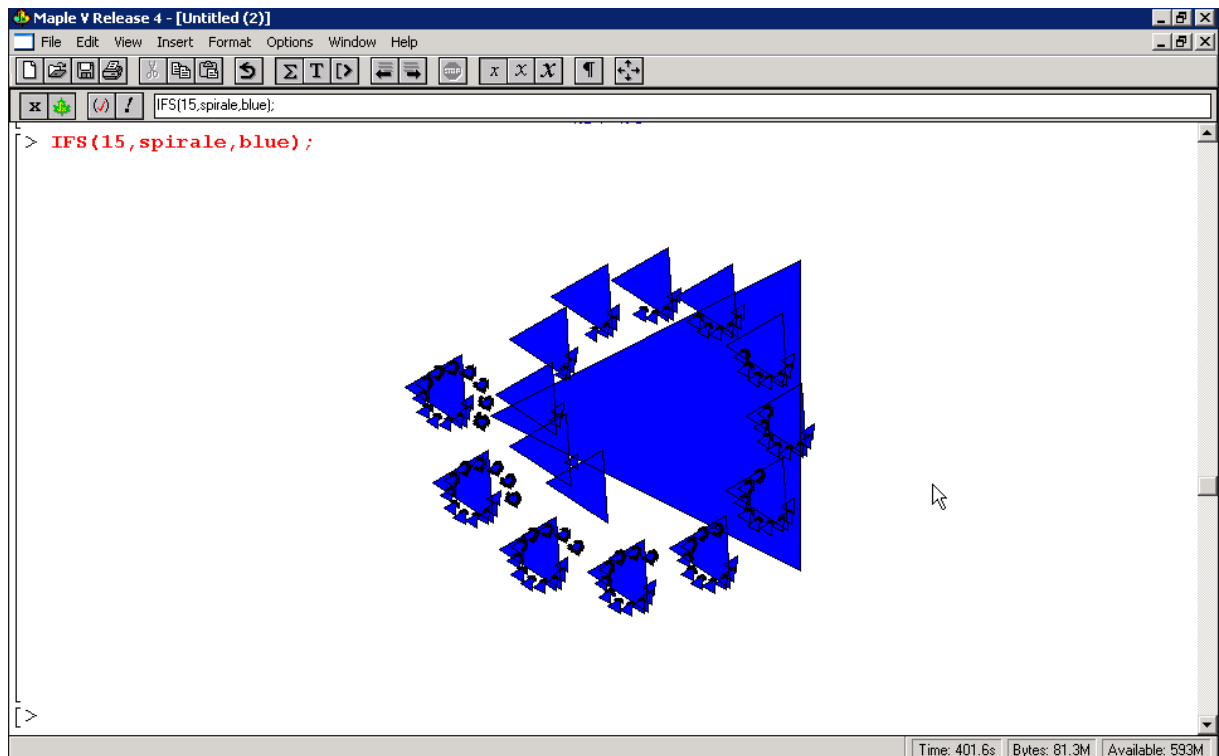 Maple V Release 4 - [Untitled (2)]
File Edit View Insert Format Options Window Help
Σ T [> STOP x x x ¶
x (√) ! IFS(15,spirale,blue);
[> IFS(15,spirale,blue);
[>
Time: 401.6s Bytes: 81.3M Available: 593M